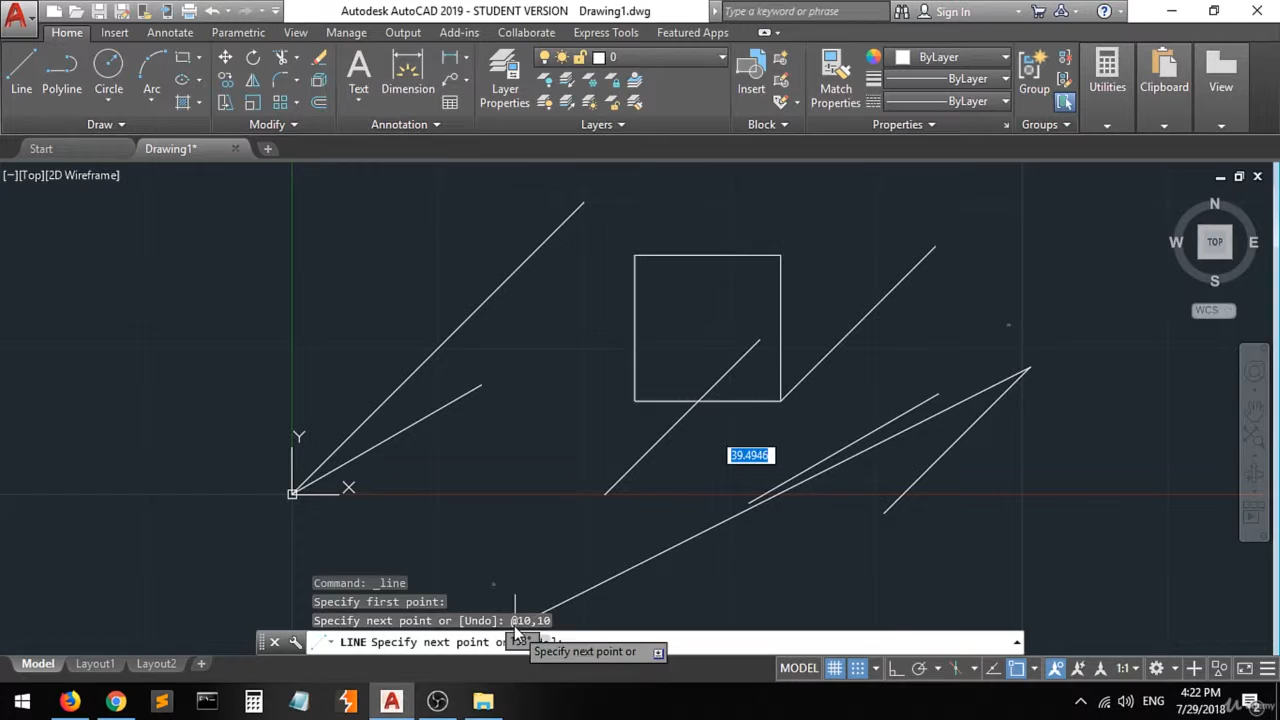 Autodesk AutoCAD 2019 - STUDENT VERSION Drawing1.dwg
Type a keyword or phrase
Sign In
Home Insert Annotate Parametric View Manage Output Add-ins Collaborate Express Tools Featured Apps
Line Polyline Circle Arc
Text Dimension
Layer Properties
0
Insert
Match Properties
ByLayer
ByLayer
ByLayer
Group
Utilities
Clipboard
View
Draw Modify Annotation Layers Block Properties Groups
Start Drawing1*
[−][Top][2D Wireframe]
N
W TOP E
S
WCS
Y
X
39.4946
Command: _line
Specify first point:
Specify next point or [Undo]: @10,10
LINE Specify next point or
Specify next point or
Model Layout1 Layout2 +
MODEL 1:1
ENG
4:22 PM
7/29/2018